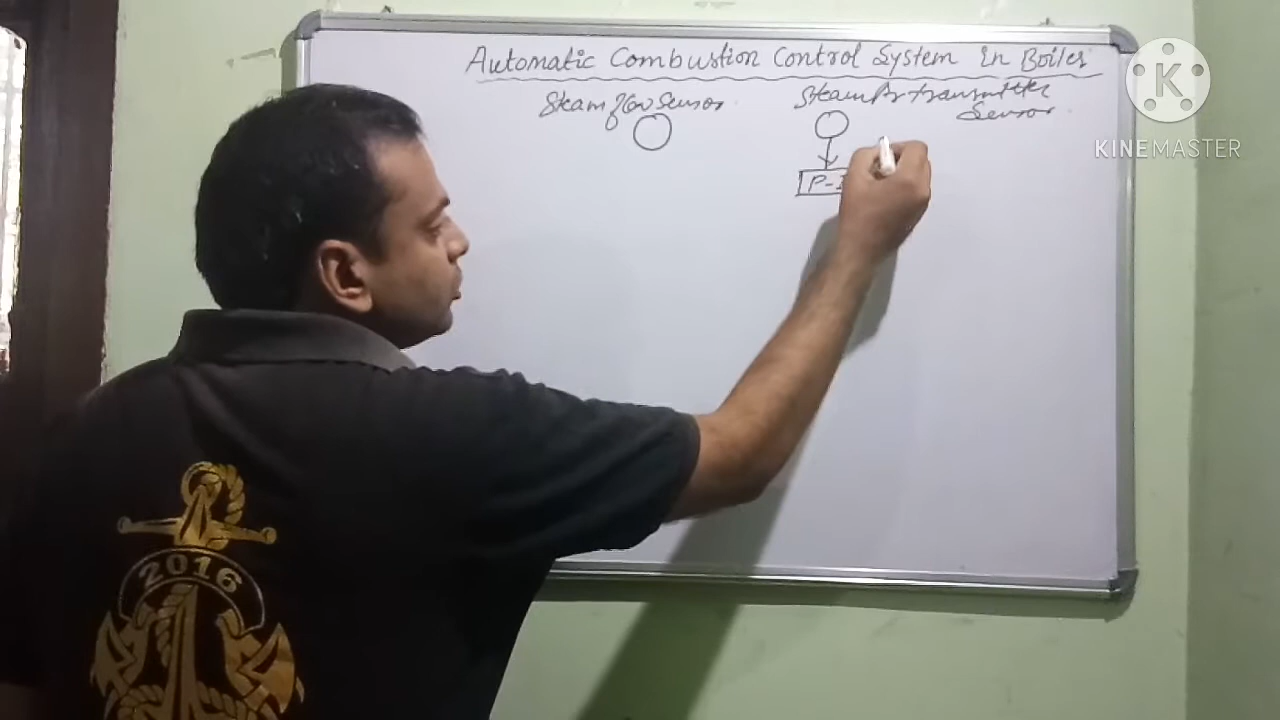 Automatic Combustion Control System in Boiler
Steam flow Sensor
Steam Pr transmitter
Sensor
P-I
KINEMASTER
K
2016